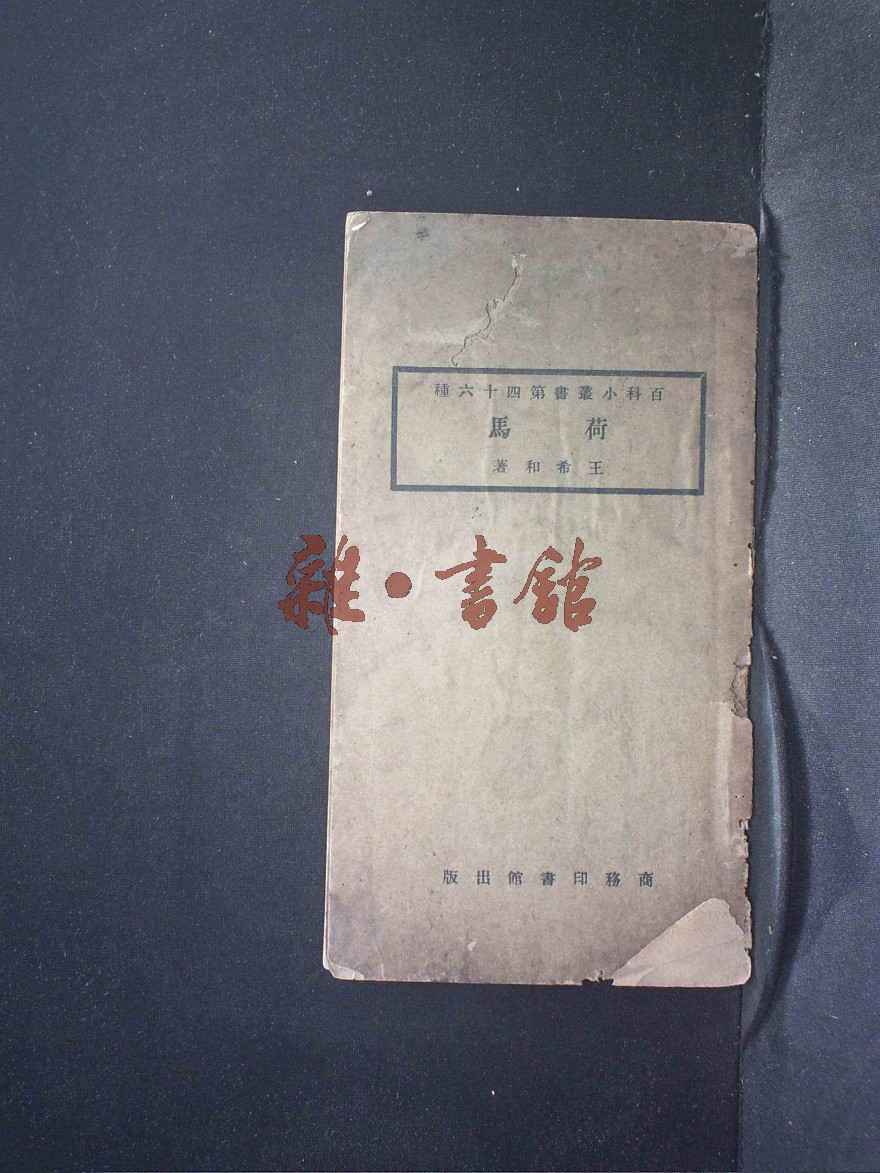 百科小叢書第四十六種
荷馬
王希和著
雜·書館
商務印書館出版